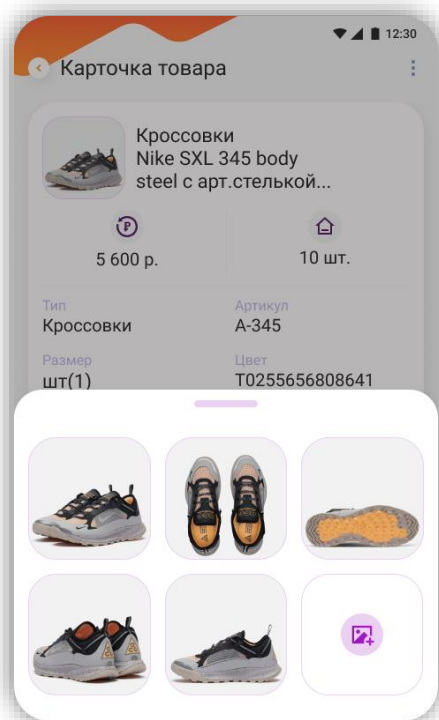 12:30
Карточка товара
Кроссовки
Nike SXL 345 body
steel с арт.стелькой...
5 600 р.
10 шт.
Тип
Артикул
Кроссовки
A-345
Размер
Цвет
шт(1)
T0255656808641